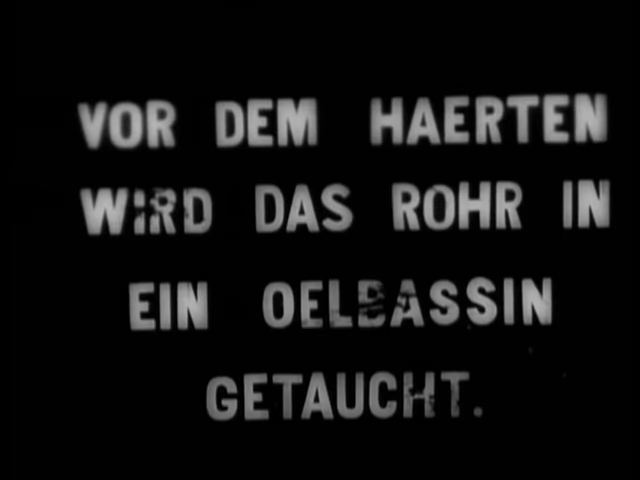 VOR DEM HAERTEN
WIRD DAS ROHR IN
EIN OELBASSIN
GETAUCHT.